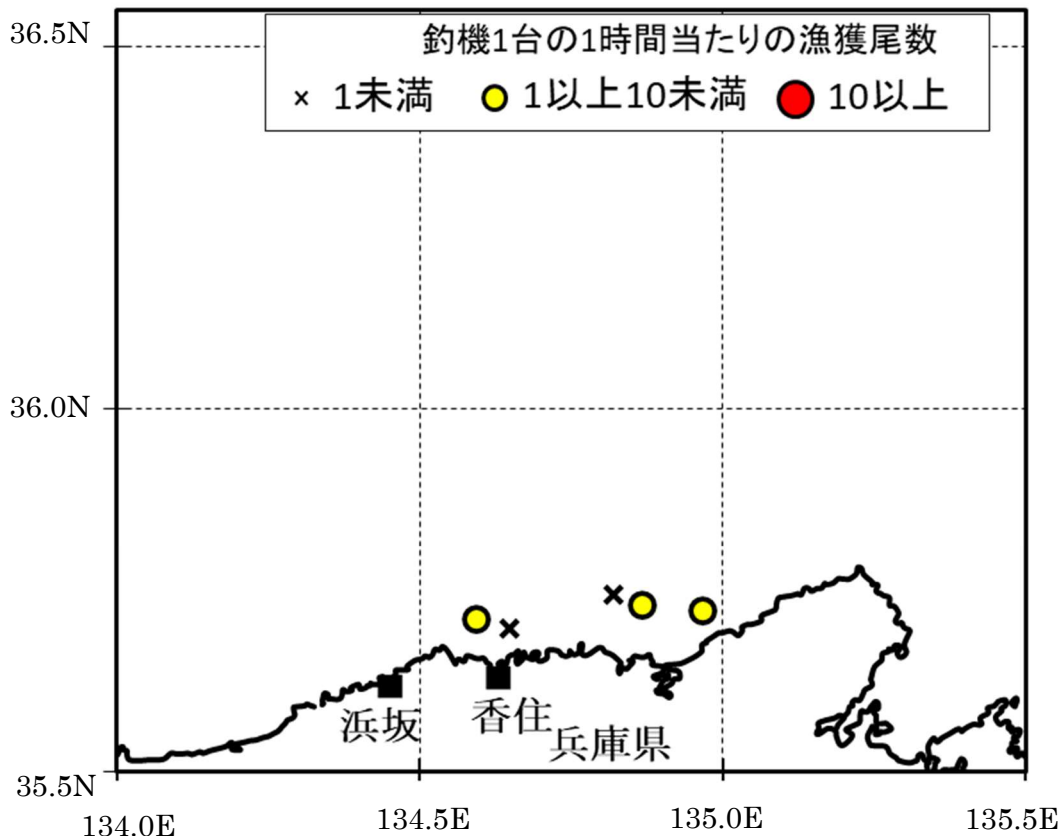 36.5N
釣機1台の1時間当たりの漁獲尾数
× 1未満 1以上10未満 10以上
36.0N
浜坂
香住
兵庫県
35.5N
134.0E 134.5E 135.0E 135.5E